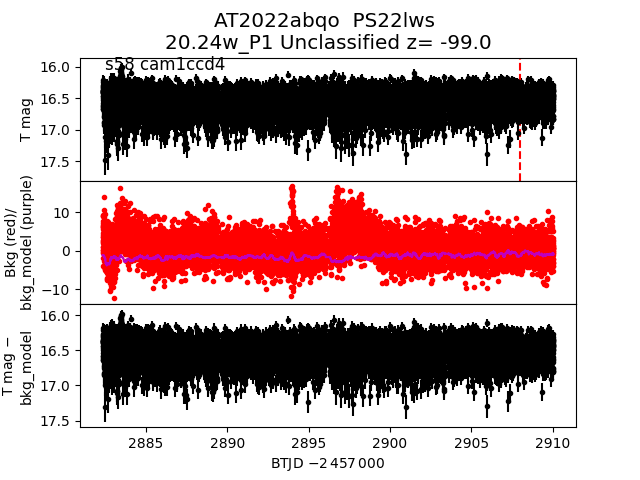 AT2022abqo  PS22lws
20.24w_P1 Unclassified z= -99.0
s58 cam1ccd4
16.0
16.5
17.0
17.5
T mag
10
0
−10
Bkg (red)/
bkg_model (purple)
16.0
16.5
17.0
17.5
T mag −
bkg_model
2885
2890
2895
2900
2905
2910
BTJD −2 457 000